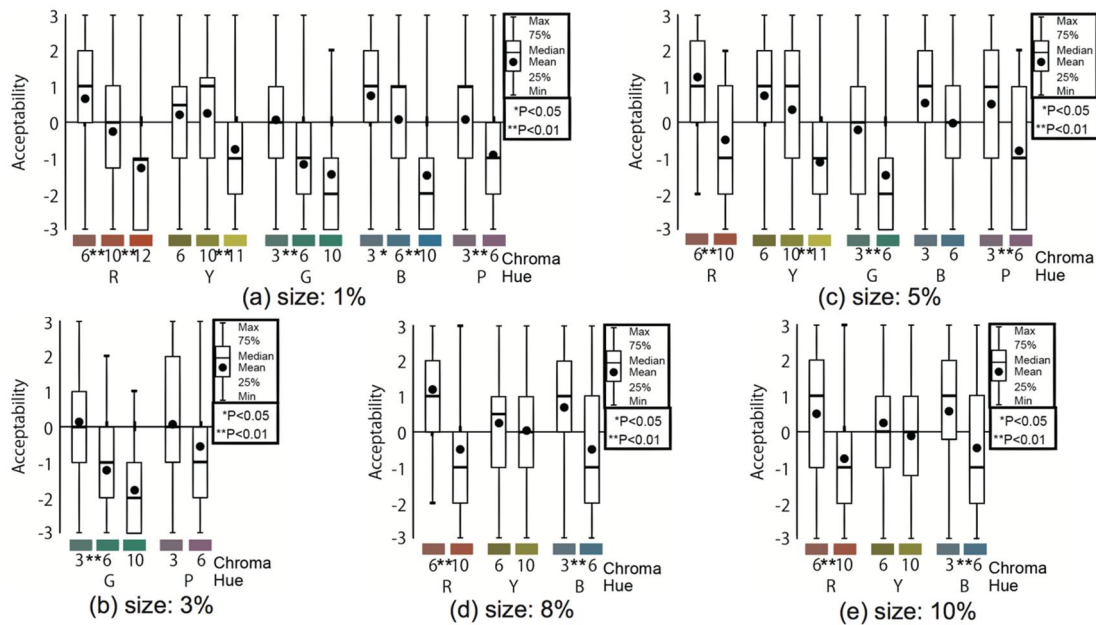 3
2
1
0
-1
-2
-3
Acceptability
Max
75%
Median
Mean
25%
Min
*P<0.05
**P<0.01
6**10**12 6 10**11 3**6 10 3 * 6**10 3**6 Chroma
R Y G B P Hue
(a) size: 1%
3
2
1
0
-1
-2
-3
Acceptability
Max
75%
Median
Mean
25%
Min
*P<0.05
**P<0.01
6**10 6 10**11 3**6 3 6 3**6 Chroma
R Y G B P Hue
(c) size: 5%
3
2
1
0
-1
-2
-3
Acceptability
Max
75%
Median
Mean
25%
Min
*P<0.05
**P<0.01
3**6 10 3 6 Chroma
G P Hue
(b) size: 3%
3
2
1
0
-1
-2
-3
Acceptability
Max
75%
Median
Mean
25%
Min
*P<0.05
**P<0.01
6**10 6 10 3**6 Chroma
R Y B Hue
(d) size: 8%
3
2
1
0
-1
-2
-3
Acceptability
Max
75%
Median
Mean
25%
Min
*P<0.05
**P<0.01
6**10 6 10 3**6 Chroma
R Y B Hue
(e) size: 10%